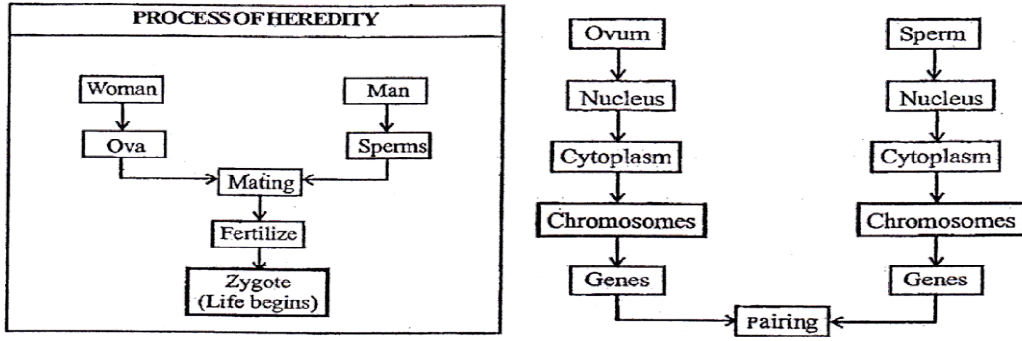 PROCESS OF HEREDITY
Woman
Man
Ova
Sperms
Mating
Fertilize
Zygote
(Life begins)
Ovum
Sperm
Nucleus
Nucleus
Cytoplasm
Cytoplasm
Chromosomes
Chromosomes
Genes
Genes
Pairing